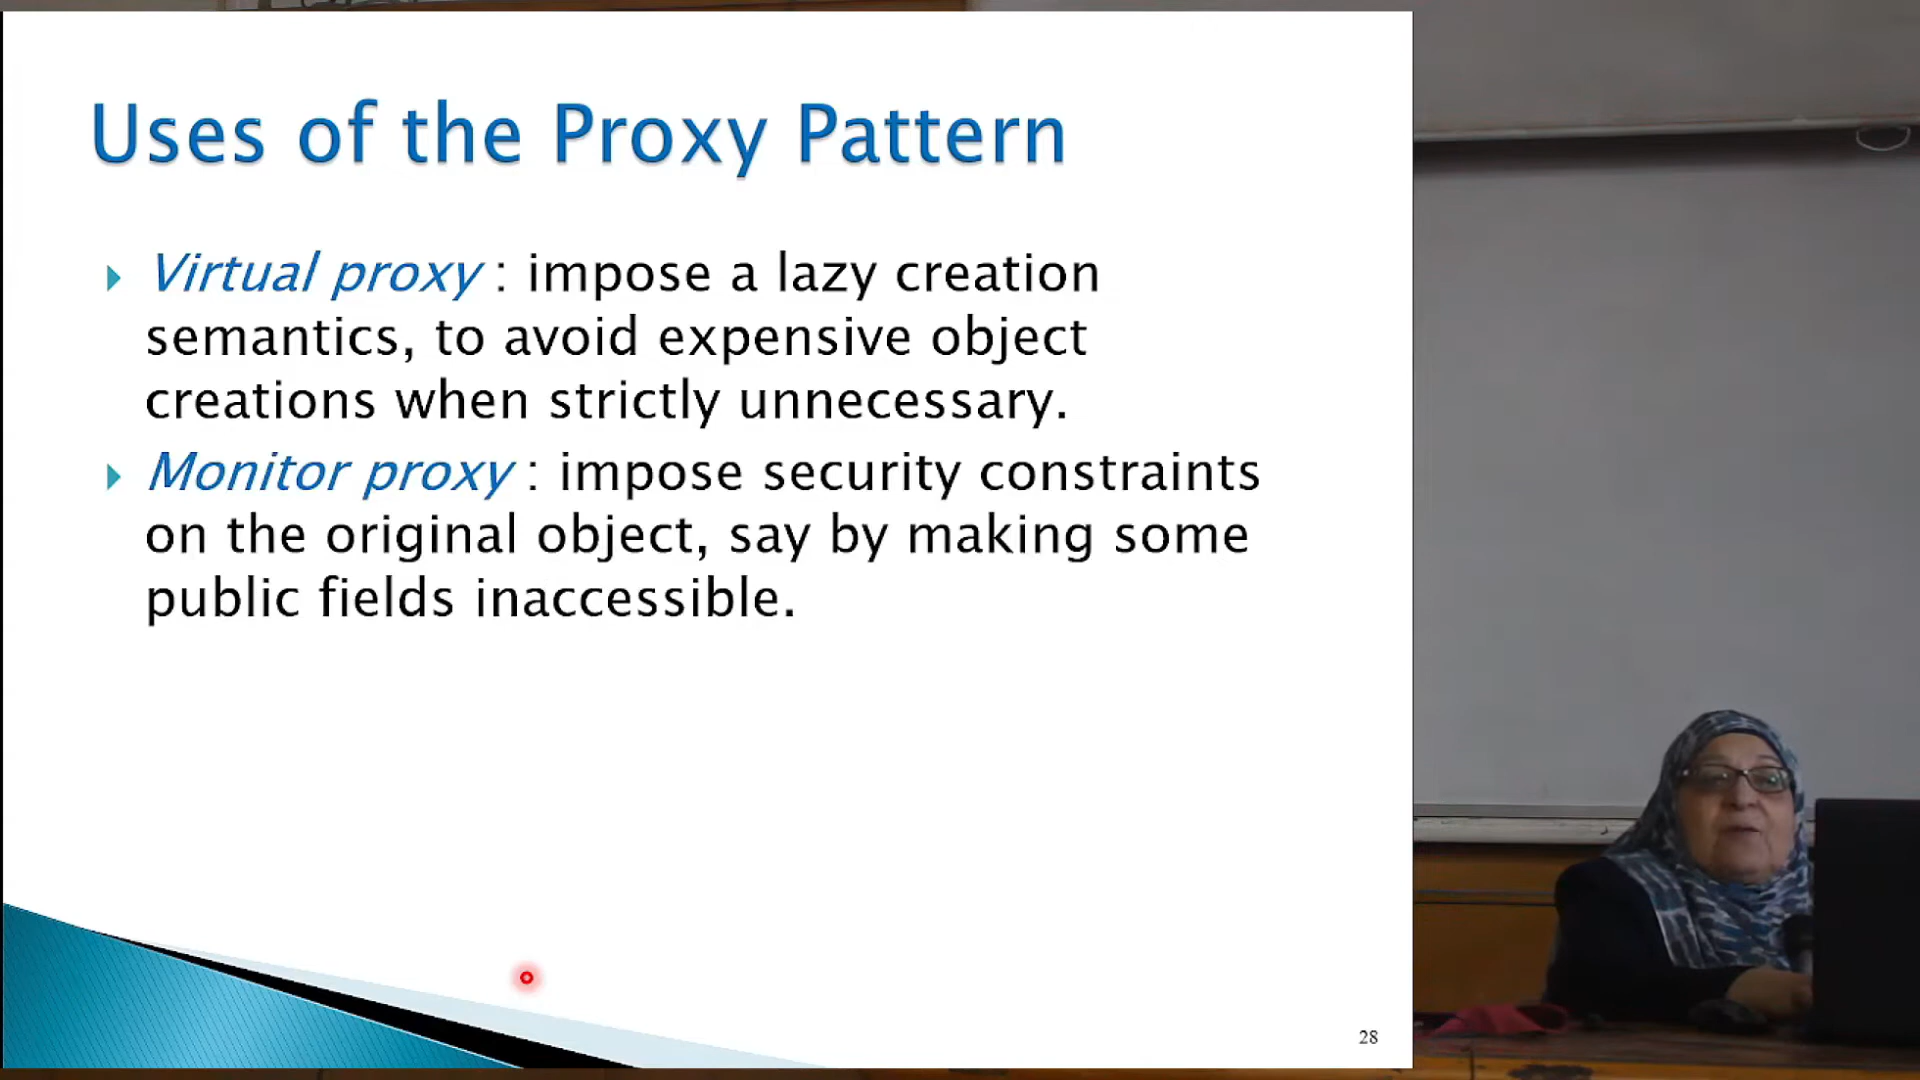 Uses of the Proxy Pattern
Virtual proxy : impose a lazy creation
semantics, to avoid expensive object
creations when strictly unnecessary.
Monitor proxy : impose security constraints
on the original object, say by making some
public fields inaccessible.
28